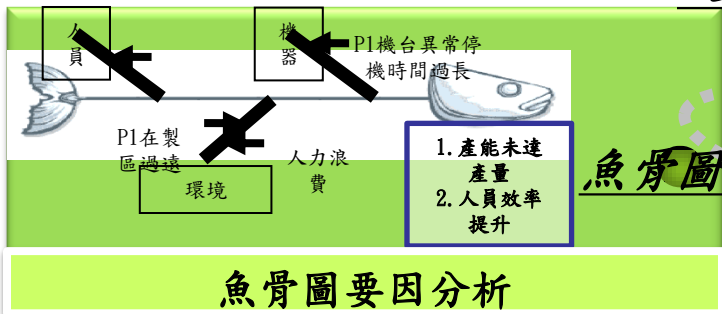 人
員
機
器
P1機台異常停
機時間過長
P1在製
區過遠
人力浪
費
環境
1.產能未達
產量
2.人員效率
提升
魚骨圖
魚骨圖要因分析